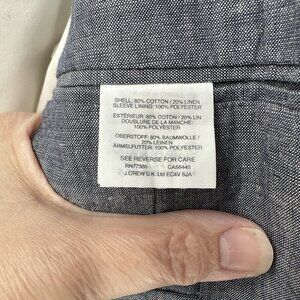 SHELL: 80% COTTON / 20% LINEN
SLEEVE LINING: 100% POLYESTER
EXTÉRIEUR: 80% COTON / 20% LIN
DOUBLURE DE LA MANCHE:
100% POLYESTER
OBERSTOFF: 80% BAUMWOLLE /
20% LEINEN
ÄRMELFUTTER: 100% POLYESTER
SEE REVERSE FOR CARE
RN77388 CA56445
J.CREW U.K. Ltd EC4V 6JA